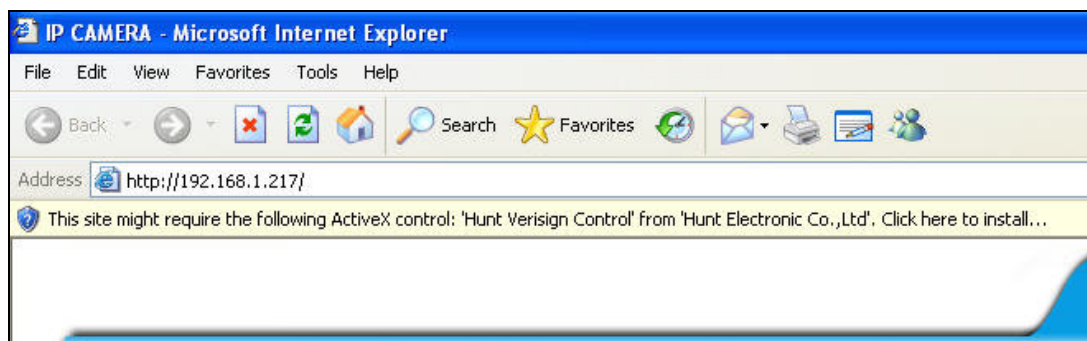 IP CAMERA - Microsoft Internet Explorer
File Edit View Favorites Tools Help
Back Search Favorites
Address http://192.168.1.217/
This site might require the following ActiveX control: 'Hunt Verisign Control' from 'Hunt Electronic Co.,Ltd'. Click here to install...